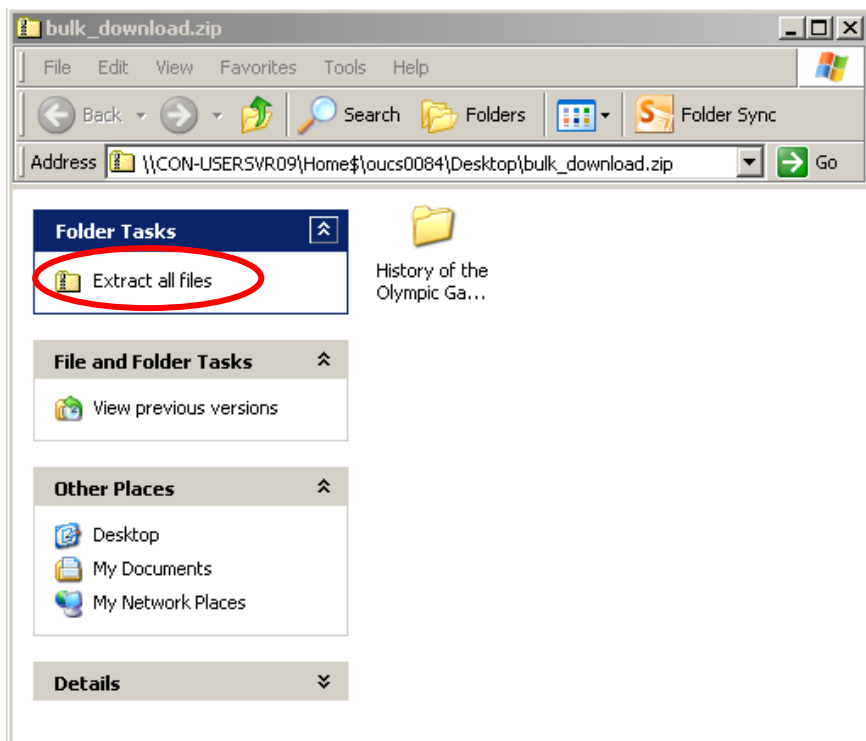 bulk_download.zip
File Edit View Favorites Tools Help
Back Search Folders Folder Sync
Address \\CON-USERSVR09\Home$\oucs0084\Desktop\bulk_download.zip Go
Folder Tasks
Extract all files
History of the
Olympic Ga...
File and Folder Tasks
View previous versions
Other Places
Desktop
My Documents
My Network Places
Details